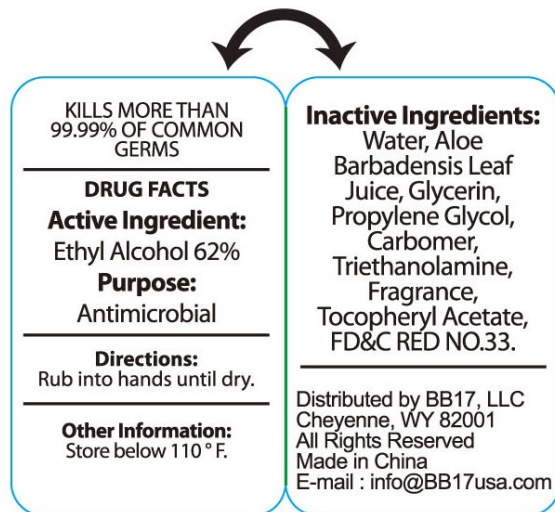 KILLS MORE THAN
99.99% OF COMMON
GERMS
DRUG FACTS
Active Ingredient:
Ethyl Alcohol 62%
Purpose:
Antimicrobial
Directions:
Rub into hands until dry.
Other Information:
Store below 110 ° F.
Inactive Ingredients:
Water, Aloe
Barbadensis Leaf
Juice, Glycerin,
Propylene Glycol,
Carbomer,
Triethanolamine,
Fragrance,
Tocopheryl Acetate,
FD&C RED NO.33.
Distributed by BB17, LLC
Cheyenne, WY 82001
All Rights Reserved
Made in China
E-mail : info@BB17usa.com